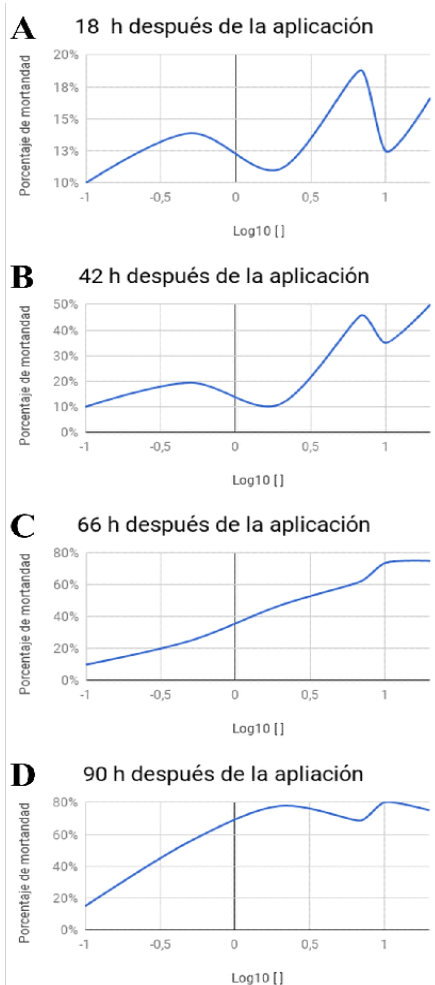 A
18 h después de la aplicación
Porcentaje de mortandad
20%
18%
15%
13%
10%
-1 -0,5 0 0,5 1
Log10 [ ]
B
42 h después de la aplicación
Porcentaje de mortandad
50%
40%
30%
20%
10%
0%
-1 -0,5 0 0,5 1
Log10 [ ]
C
66 h después de la aplicación
Porcentaje de mortandad
80%
60%
40%
20%
0%
-1 -0,5 0 0,5 1
Log10 [ ]
D
90 h después de la apliación
Porcentaje de mortandad
80%
60%
40%
20%
0%
-1 -0,5 0 0,5 1
Log10 [ ]